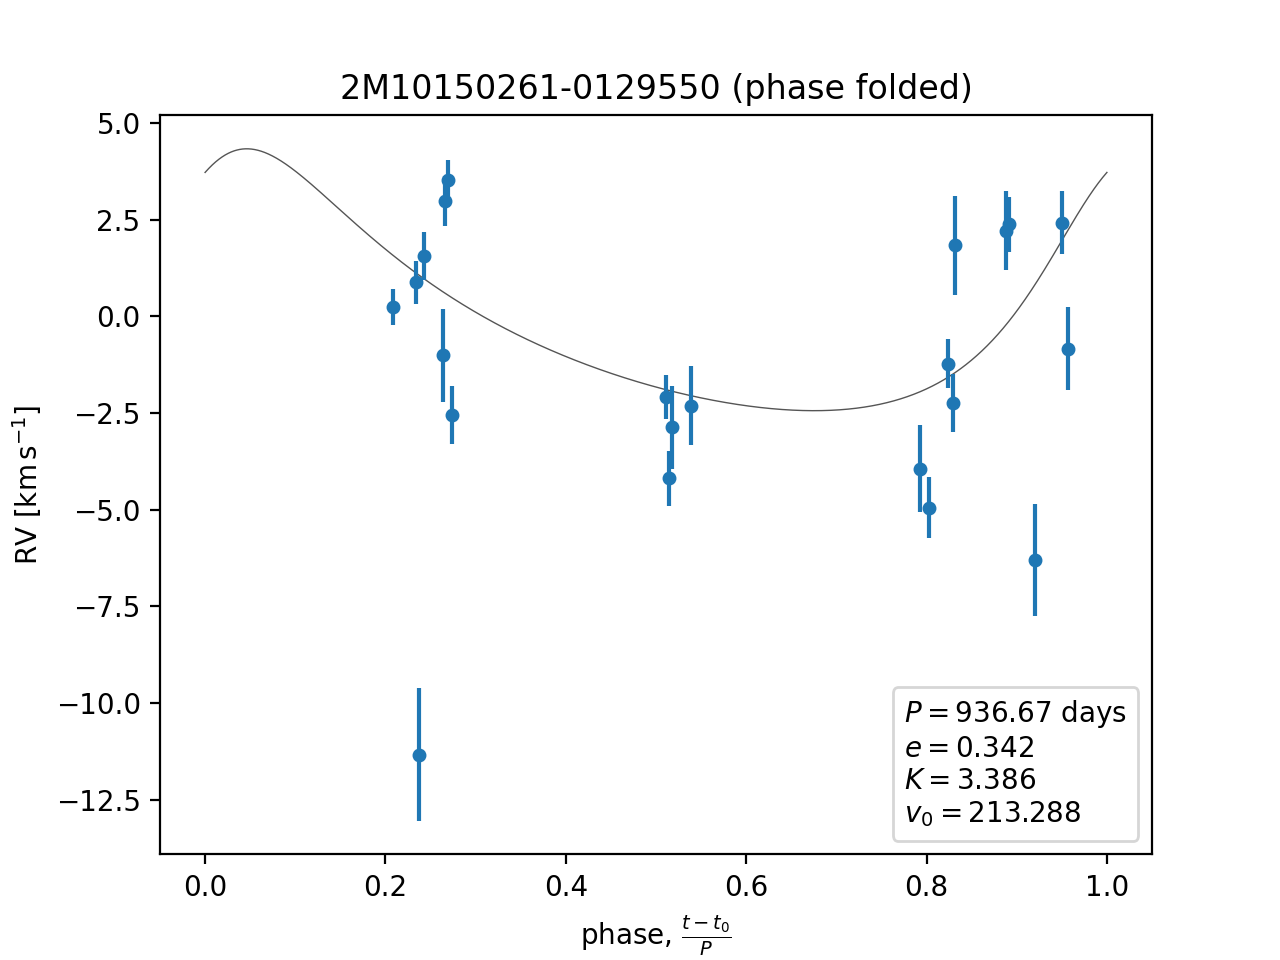 2M10150261-0129550 (phase folded)
5.0
2.5
0.0
−2.5
−5.0
−7.5
−10.0
−12.5
RV [km s⁻¹]
P = 936.67 days
e = 0.342
K = 3.386
v₀ = 213.288
0.0 0.2 0.4 0.6 0.8 1.0
phase, (t − t₀)/P